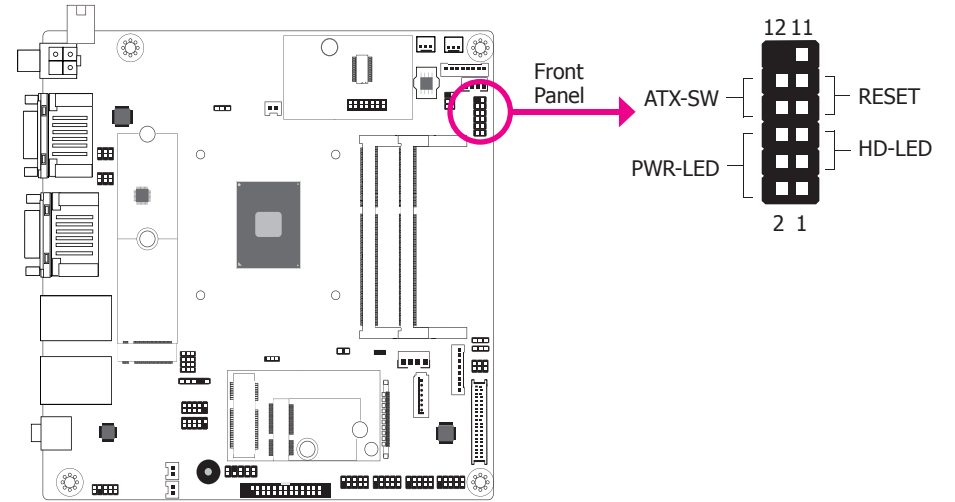 12 11
Front
Panel
ATX-SW
RESET
HD-LED
PWR-LED
2 1